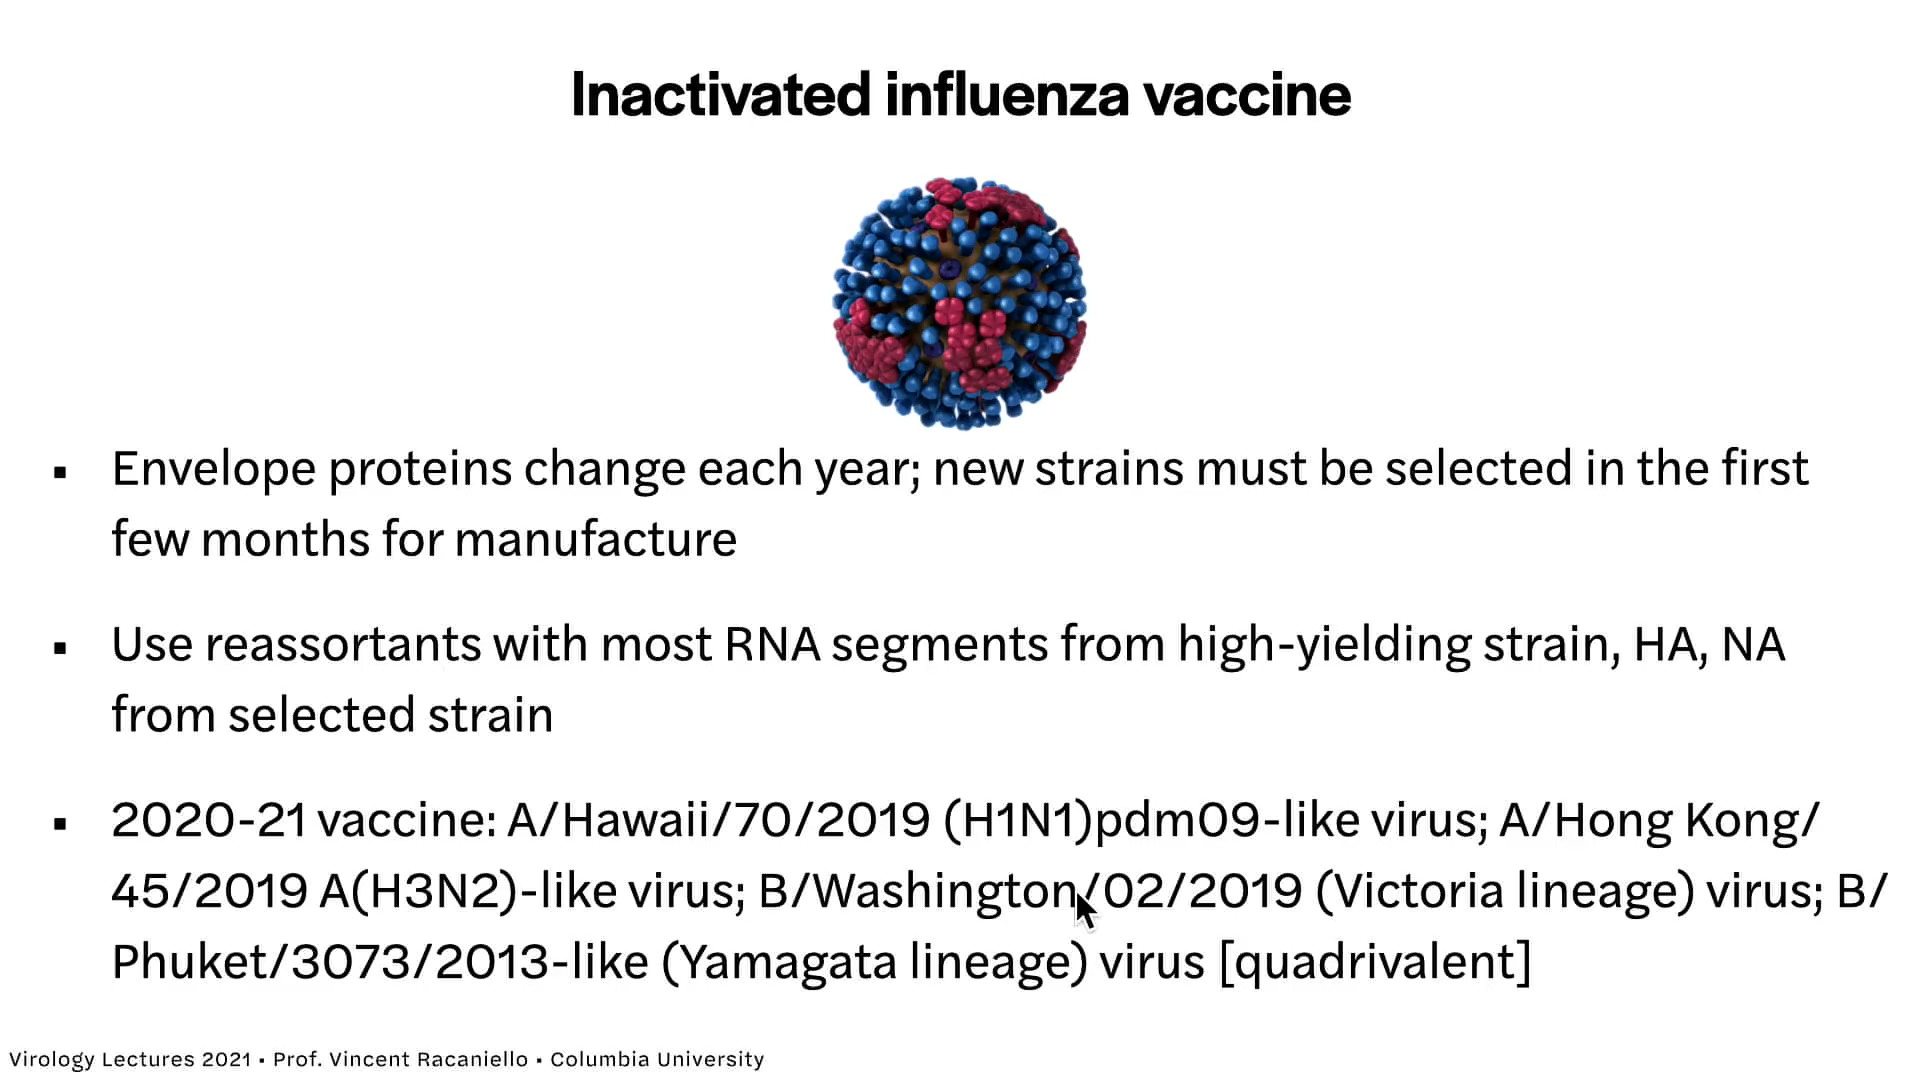 Inactivated influenza vaccine
▪ Envelope proteins change each year; new strains must be selected in the first
few months for manufacture
▪ Use reassortants with most RNA segments from high-yielding strain, HA, NA
from selected strain
▪ 2020-21 vaccine: A/Hawaii/70/2019 (H1N1)pdm09-like virus; A/Hong Kong/
45/2019 A(H3N2)-like virus; B/Washington/02/2019 (Victoria lineage) virus; B/
Phuket/3073/2013-like (Yamagata lineage) virus [quadrivalent]
Virology Lectures 2021 • Prof. Vincent Racaniello • Columbia University